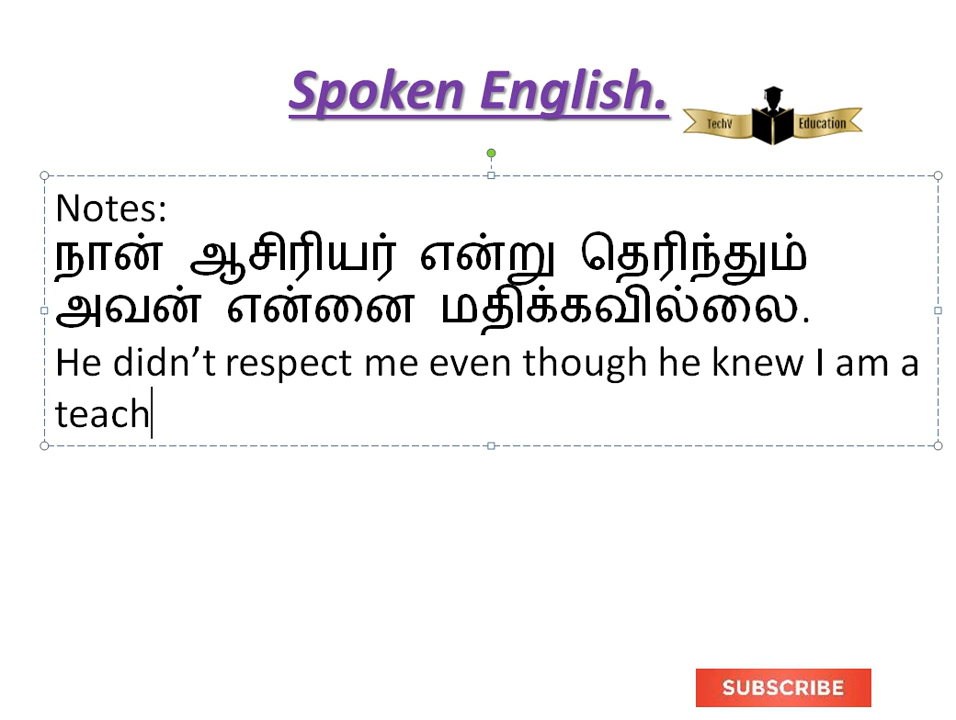 Spoken English.
TechV Education
Notes:
நான் ஆசிரியர் என்று தெரிந்தும்
அவன் என்னை மதிக்கவில்லை.
He didn’t respect me even though he knew I am a
teach
SUBSCRIBE